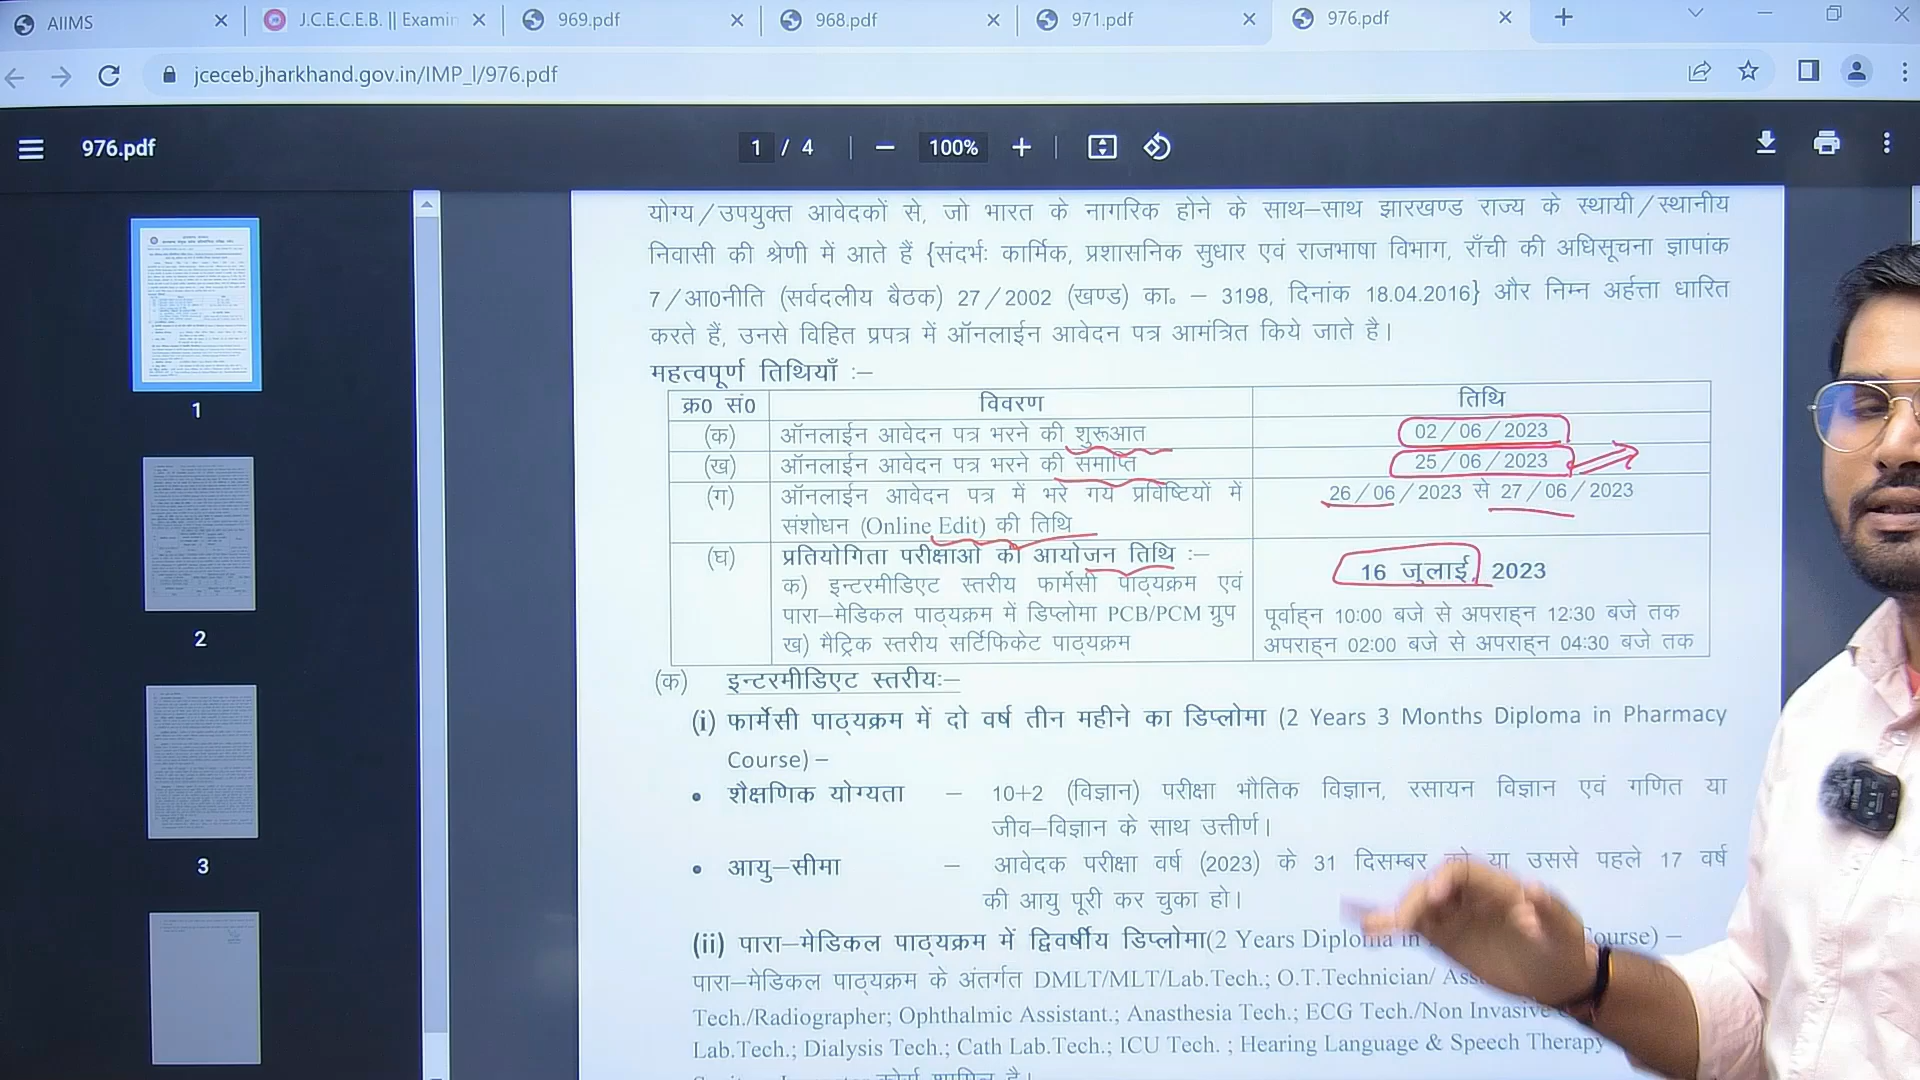 AIIMS
J.C.E.C.E.B. || Examin
969.pdf
968.pdf
971.pdf
976.pdf
jceceb.jharkhand.gov.in/IMP_l/976.pdf
976.pdf
1 / 4
100%
योग्य/उपयुक्त आवेदकों से, जो भारत के नागरिक होने के साथ–साथ झारखण्ड राज्य के स्थायी/स्थानीय
निवासी की श्रेणी में आते हैं {संदर्भः कार्मिक, प्रशासनिक सुधार एवं राजभाषा विभाग, राँची की अधिसूचना ज्ञापांक
7/आ0नीति (सर्वदलीय बैठक) 27/2002 (खण्ड) का॰ – 3198, दिनांक 18.04.2016} और निम्न अर्हत्ता धारित
करते हैं, उनसे विहित प्रपत्र में ऑनलाईन आवेदन पत्र आमंत्रित किये जाते है।
महत्वपूर्ण तिथियाँ :–
क्र0 सं0 विवरण तिथि
(क) ऑनलाईन आवेदन पत्र भरने की शुरूआत 02/06/2023
(ख) ऑनलाईन आवेदन पत्र भरने की समाप्ति 25/06/2023
(ग) ऑनलाईन आवेदन पत्र में भरे गये प्रविष्टियों में 26/06/2023 से 27/06/2023
संशोधन (Online Edit) की तिथि
(घ) प्रतियोगिता परीक्षाओं की आयोजन तिथि :–
क) इन्टरमीडिएट स्तरीय फार्मेसी पाठ्यक्रम एवं 16 जुलाई, 2023
पारा–मेडिकल पाठ्यक्रम में डिप्लोमा PCB/PCM ग्रुप पूर्वाह्न 10:00 बजे से अपराह्न 12:30 बजे तक
ख) मैट्रिक स्तरीय सर्टिफिकेट पाठ्यक्रम अपराह्न 02:00 बजे से अपराह्न 04:30 बजे तक
(क) इन्टरमीडिएट स्तरीयः–
(i) फार्मेसी पाठ्यक्रम में दो वर्ष तीन महीने का डिप्लोमा (2 Years 3 Months Diploma in Pharmacy
Course) –
• शैक्षणिक योग्यता – 10+2 (विज्ञान) परीक्षा भौतिक विज्ञान, रसायन विज्ञान एवं गणित या
जीव–विज्ञान के साथ उत्तीर्ण।
• आयु–सीमा – आवेदक परीक्षा वर्ष (2023) के 31 दिसम्बर को या उससे पहले 17 वर्ष
की आयु पूरी कर चुका हो।
(ii) पारा–मेडिकल पाठ्यक्रम में द्विवर्षीय डिप्लोमा(2 Years Diploma in Course) –
पारा–मेडिकल पाठ्यक्रम के अंतर्गत DMLT/MLT/Lab.Tech.; O.T.Technician/
Tech./Radiographer; Ophthalmic Assistant.; Anasthesia Tech.; ECG Tech./Non Invasive
Lab.Tech.; Dialysis Tech.; Cath Lab.Tech.; ICU Tech. ; Hearing Language & Speech Therapy
1
2
3